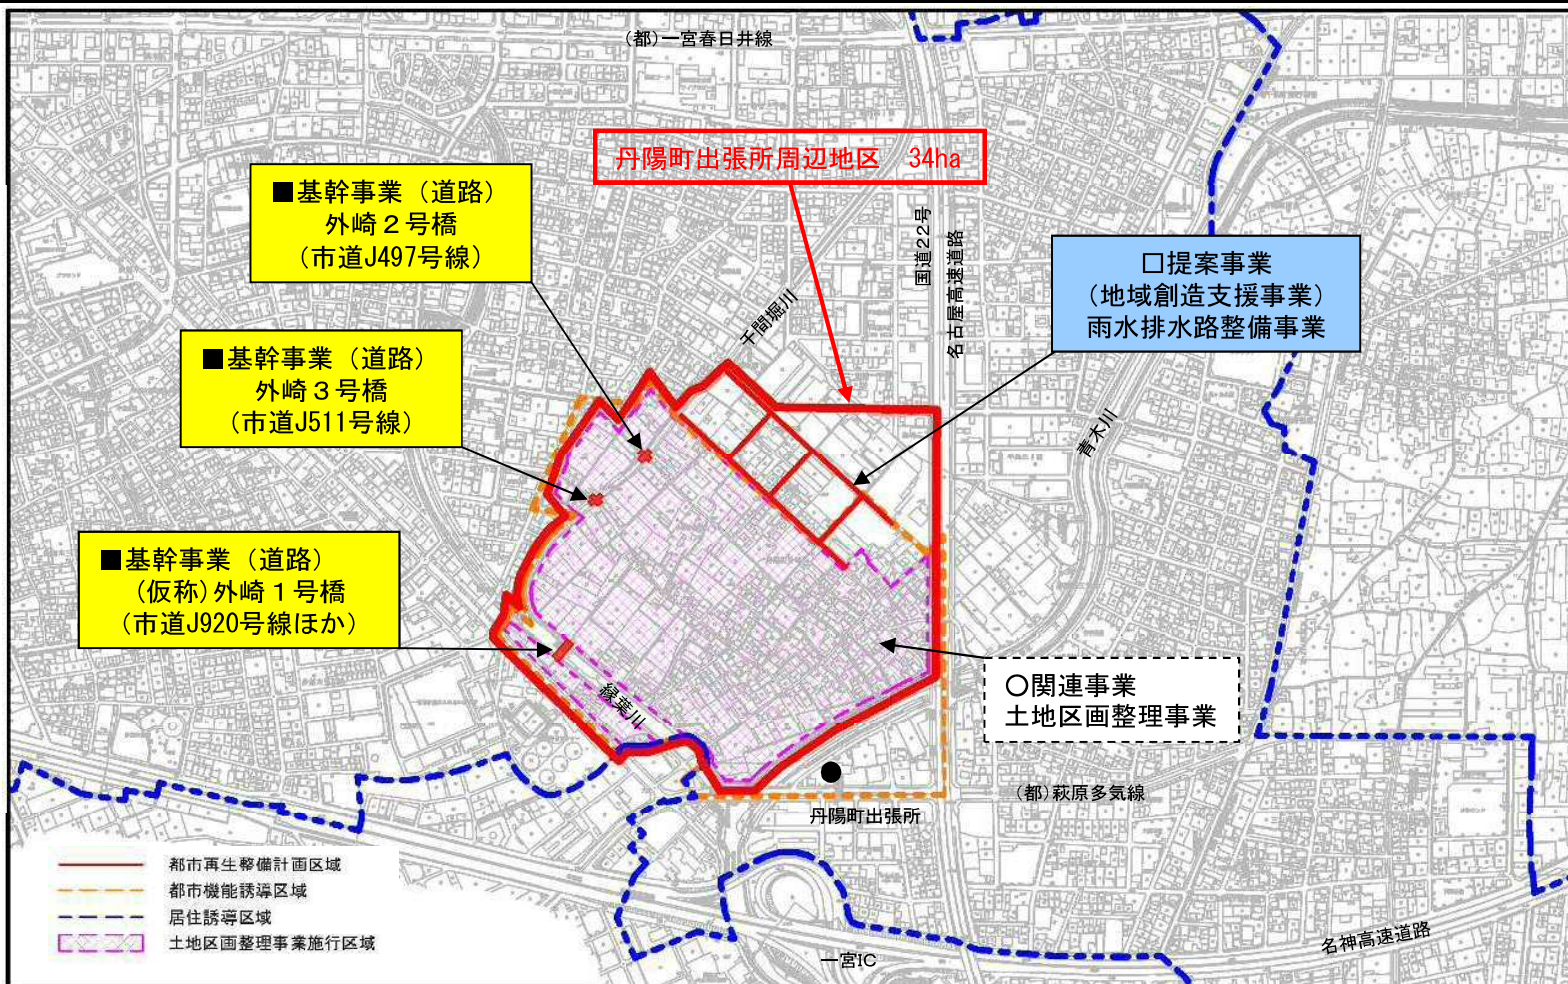 (都)一宮春日井線
丹陽町出張所周辺地区　34ha
■基幹事業（道路）
外崎２号橋
(市道J497号線)
国道22号
名古屋高速道路
□提案事業
(地域創造支援事業)
雨水排水路整備事業
千間堀川
■基幹事業（道路）
外崎３号橋
(市道J511号線)
青木川
■基幹事業（道路）
(仮称)外崎１号橋
(市道J920号線ほか)
○関連事業
土地区画整理事業
縁葉川
(都)萩原多気線
丹陽町出張所
都市再生整備計画区域
都市機能誘導区域
居住誘導区域
土地区画整理事業施行区域
名神高速道路
一宮IC